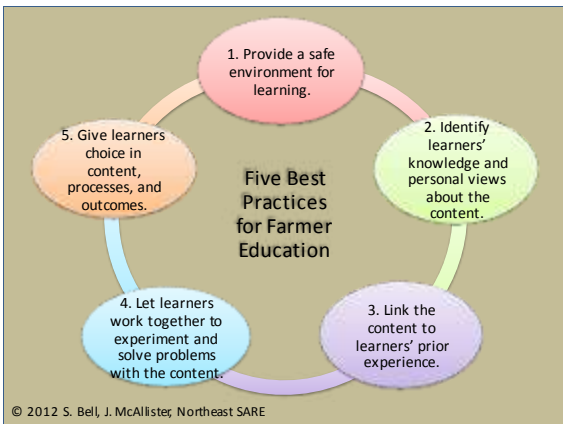 1. Provide a safe
environment for
learning.
2. Identify
learners'
knowledge and
personal views
about the
content.
3. Link the
content to
learners' prior
experience.
4. Let learners
work together to
experiment and
solve problems
with the content.
5. Give learners
choice in
content,
processes, and
outcomes.
Five Best
Practices
for Farmer
Education
© 2012 S. Bell, J. McAllister, Northeast SARE